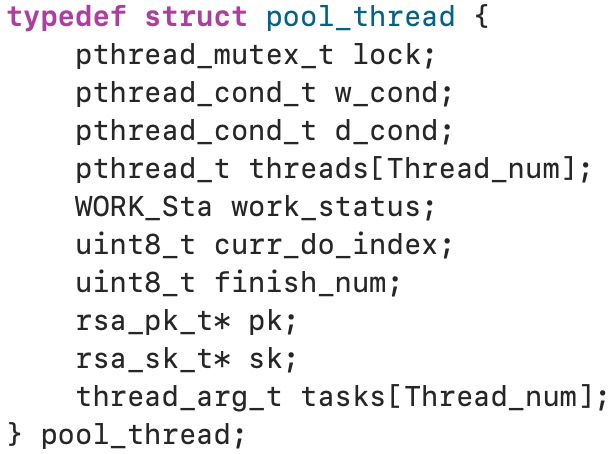 typedef struct pool_thread {
    pthread_mutex_t lock;
    pthread_cond_t w_cond;
    pthread_cond_t d_cond;
    pthread_t threads[Thread_num];
    WORK_Sta work_status;
    uint8_t curr_do_index;
    uint8_t finish_num;
    rsa_pk_t* pk;
    rsa_sk_t* sk;
    thread_arg_t tasks[Thread_num];
} pool_thread;